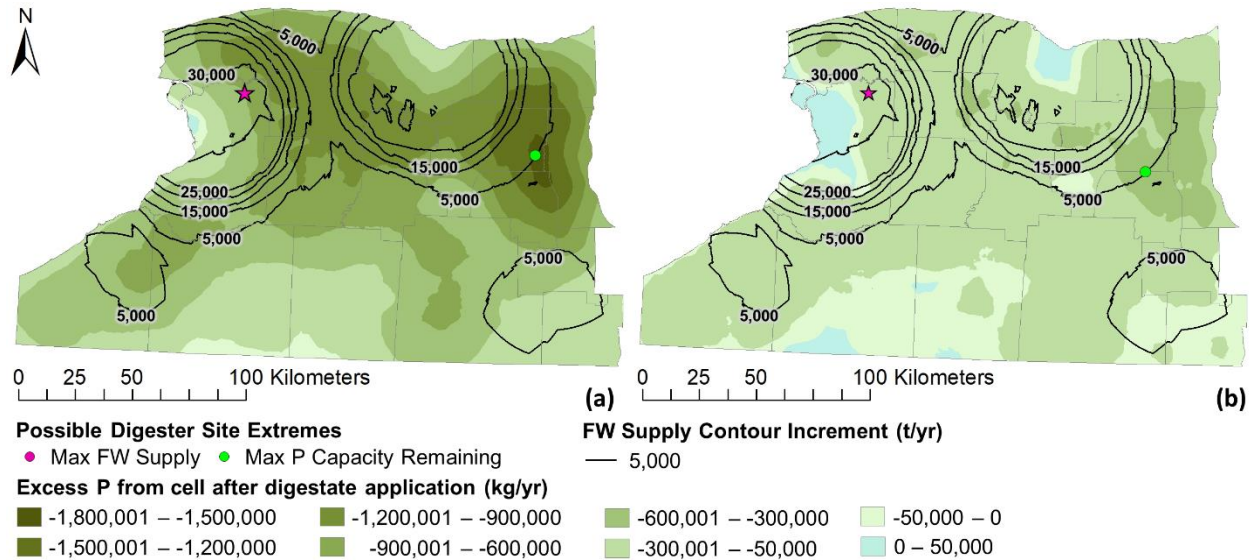 N
5,000
30,000
15,000
25,000
15,000
5,000
5,000
5,000
5,000
0 25 50 100 Kilometers
(a)
5,000
30,000
15,000
25,000
15,000
5,000
5,000
5,000
5,000
0 25 50 100 Kilometers
(b)
Possible Digester Site Extremes
Max FW Supply Max P Capacity Remaining
FW Supply Contour Increment (t/yr)
5,000
Excess P from cell after digestate application (kg/yr)
-1,800,001 – -1,500,000 -1,200,001 – -900,000 -600,001 – -300,000 -50,000 – 0
-1,500,001 – -1,200,000 -900,001 – -600,000 -300,001 – -50,000 0 – 50,000